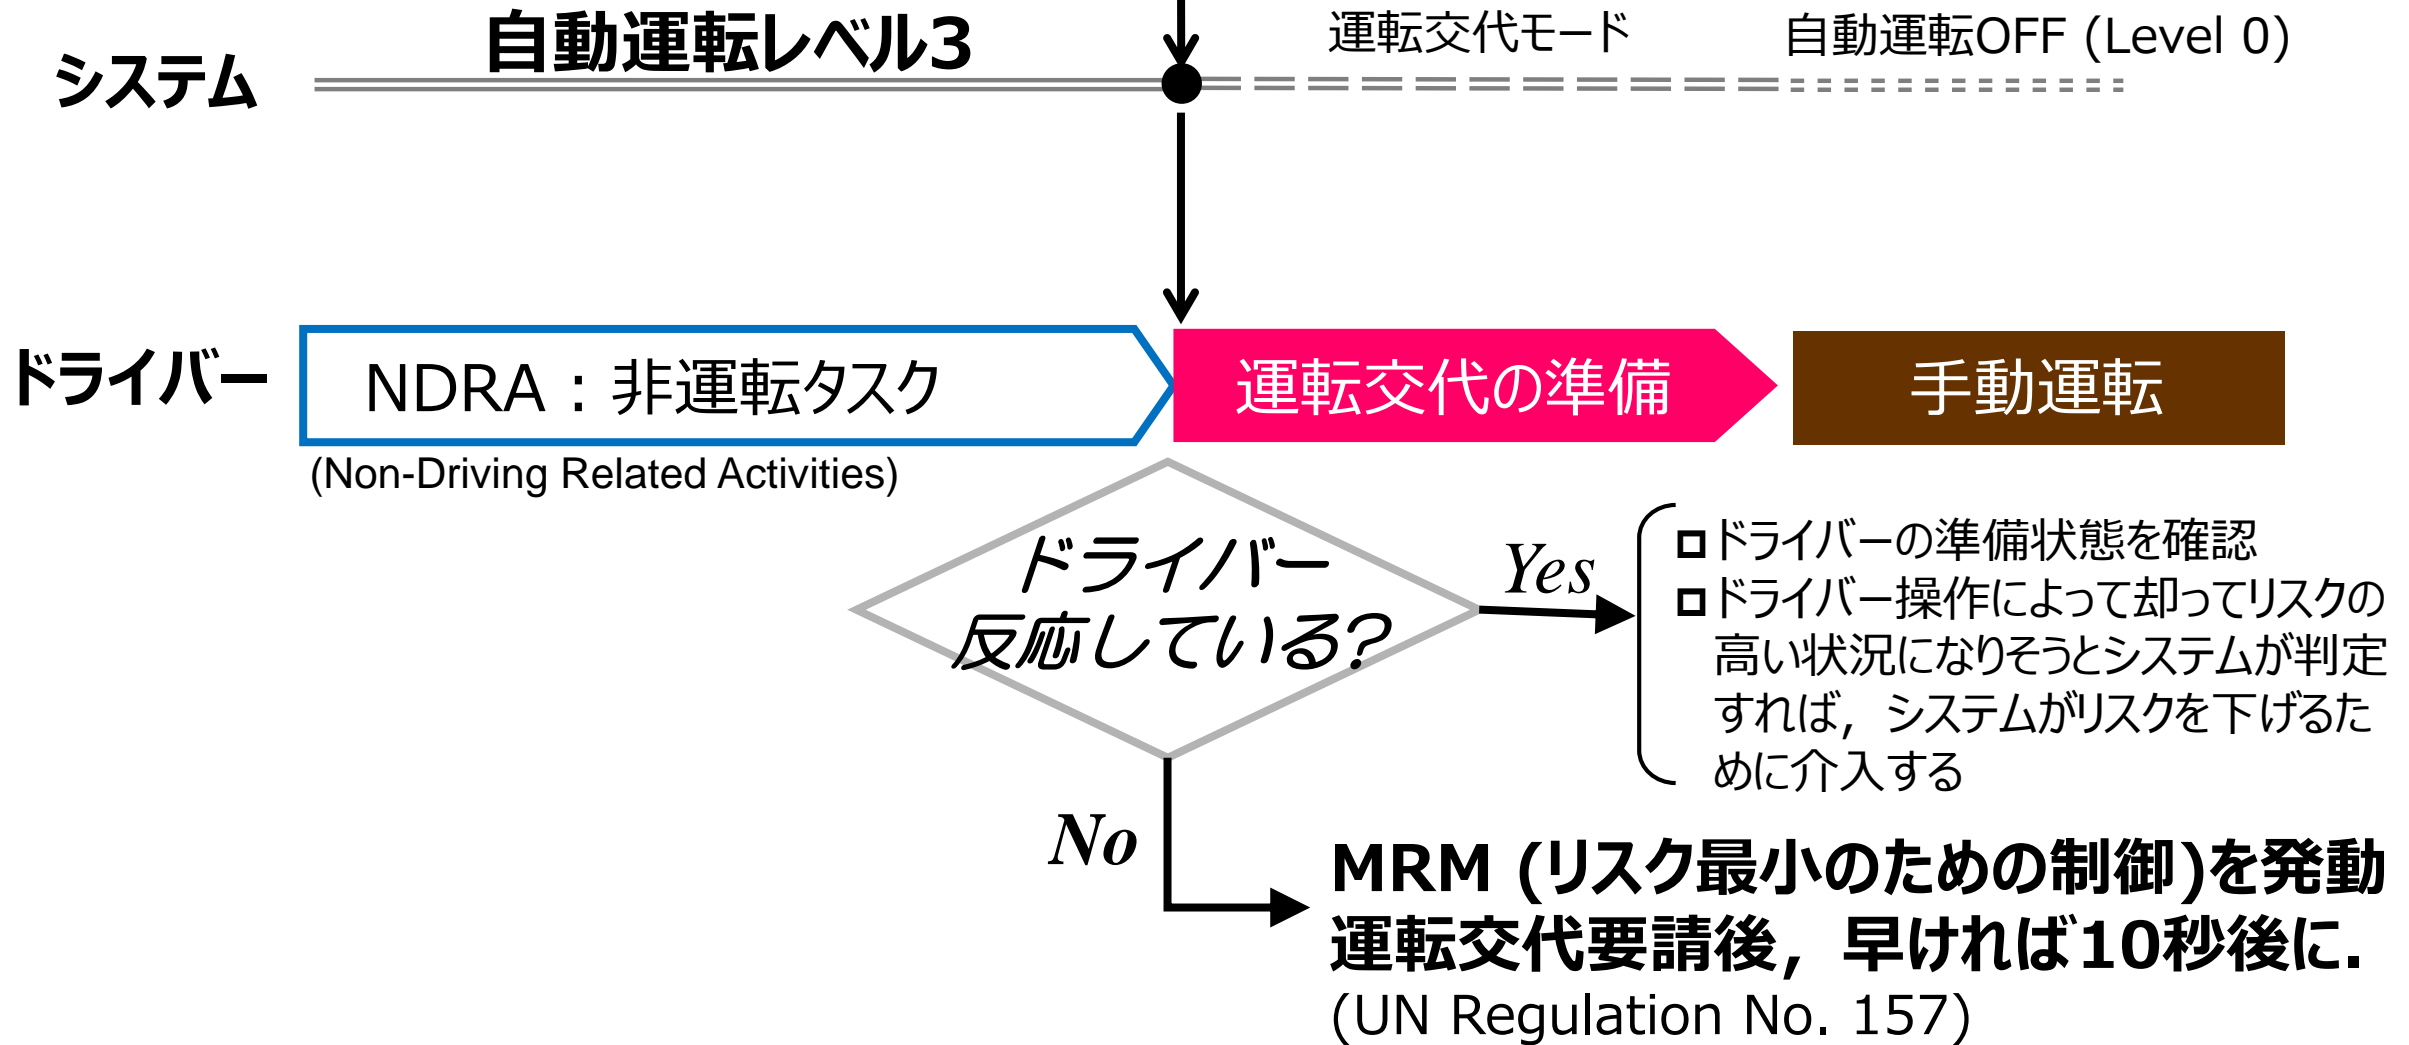 自動運転レベル3
運転交代モード
自動運転OFF (Level 0)
システム
ドライバー
NDRA：非運転タスク
運転交代の準備
手動運転
(Non-Driving Related Activities)
ドライバー
反応している?
Yes
ドライバーの準備状態を確認
ドライバー操作によって却ってリスクの
高い状況になりそうとシステムが判定
すれば，システムがリスクを下げるた
めに介入する
No
MRM (リスク最小のための制御)を発動
運転交代要請後，早ければ10秒後に.
(UN Regulation No. 157)